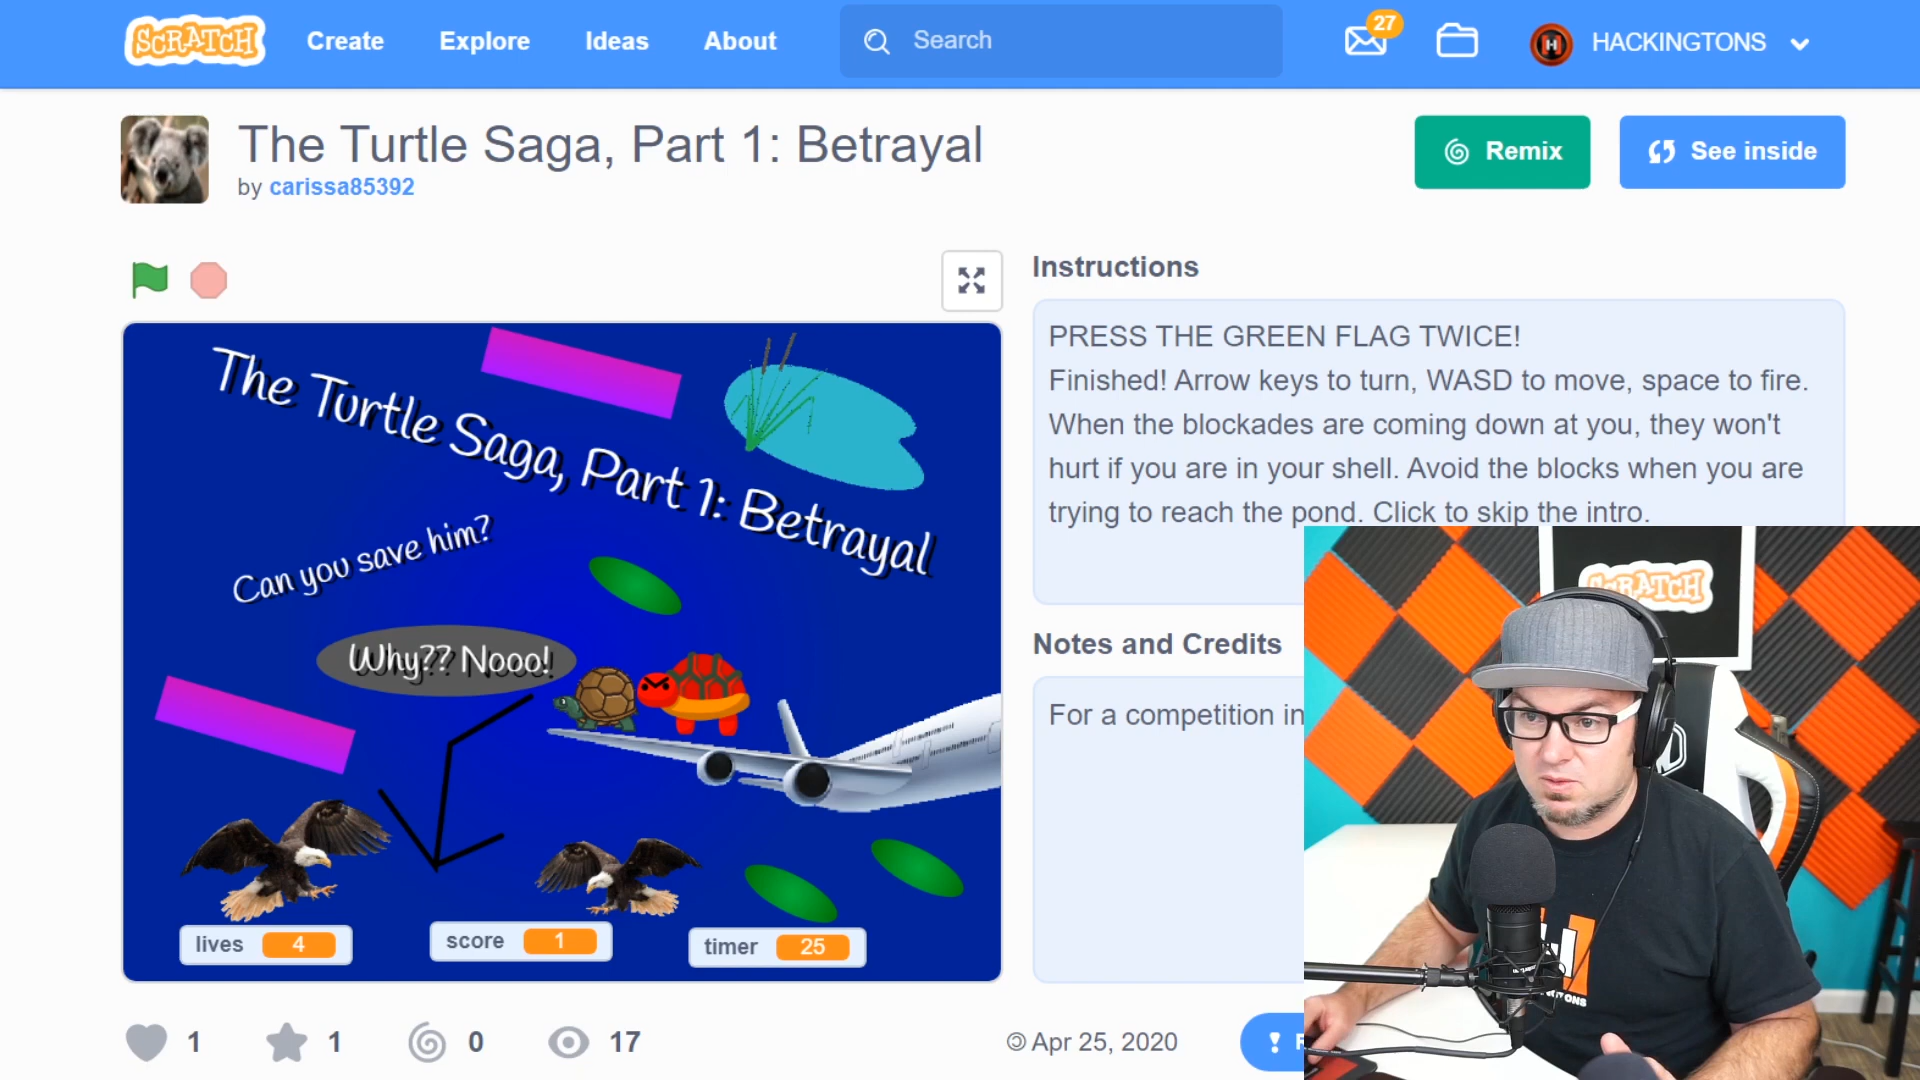 SCRATCH
Create
Explore
Ideas
About
Search
27
HACKINGTONS
The Turtle Saga, Part 1: Betrayal
by carissa85392
Remix
See inside
The Turtle Saga, Part 1: Betrayal
Can you save him?
Why?? Nooo!
lives 4
score 1
timer 25
Instructions
PRESS THE GREEN FLAG TWICE!
Finished! Arrow keys to turn, WASD to move, space to fire.
When the blockades are coming down at you, they won't
hurt if you are in your shell. Avoid the blocks when you are
trying to reach the pond. Click to skip the intro.
Notes and Credits
For a competition in
SCRATCH
1
1
0
17
Apr 25, 2020